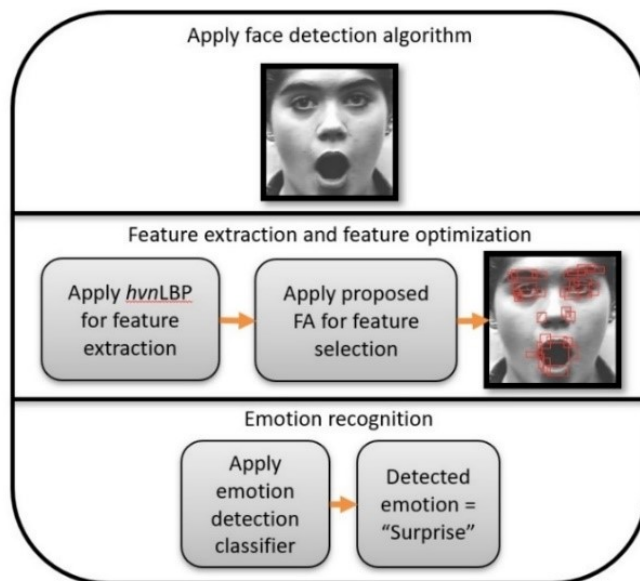 Apply face detection algorithm
Feature extraction and feature optimization
Apply hvnLBP
for feature
extraction
Apply proposed
FA for feature
selection
Emotion recognition
Apply
emotion
detection
classifier
Detected
emotion =
“Surprise”